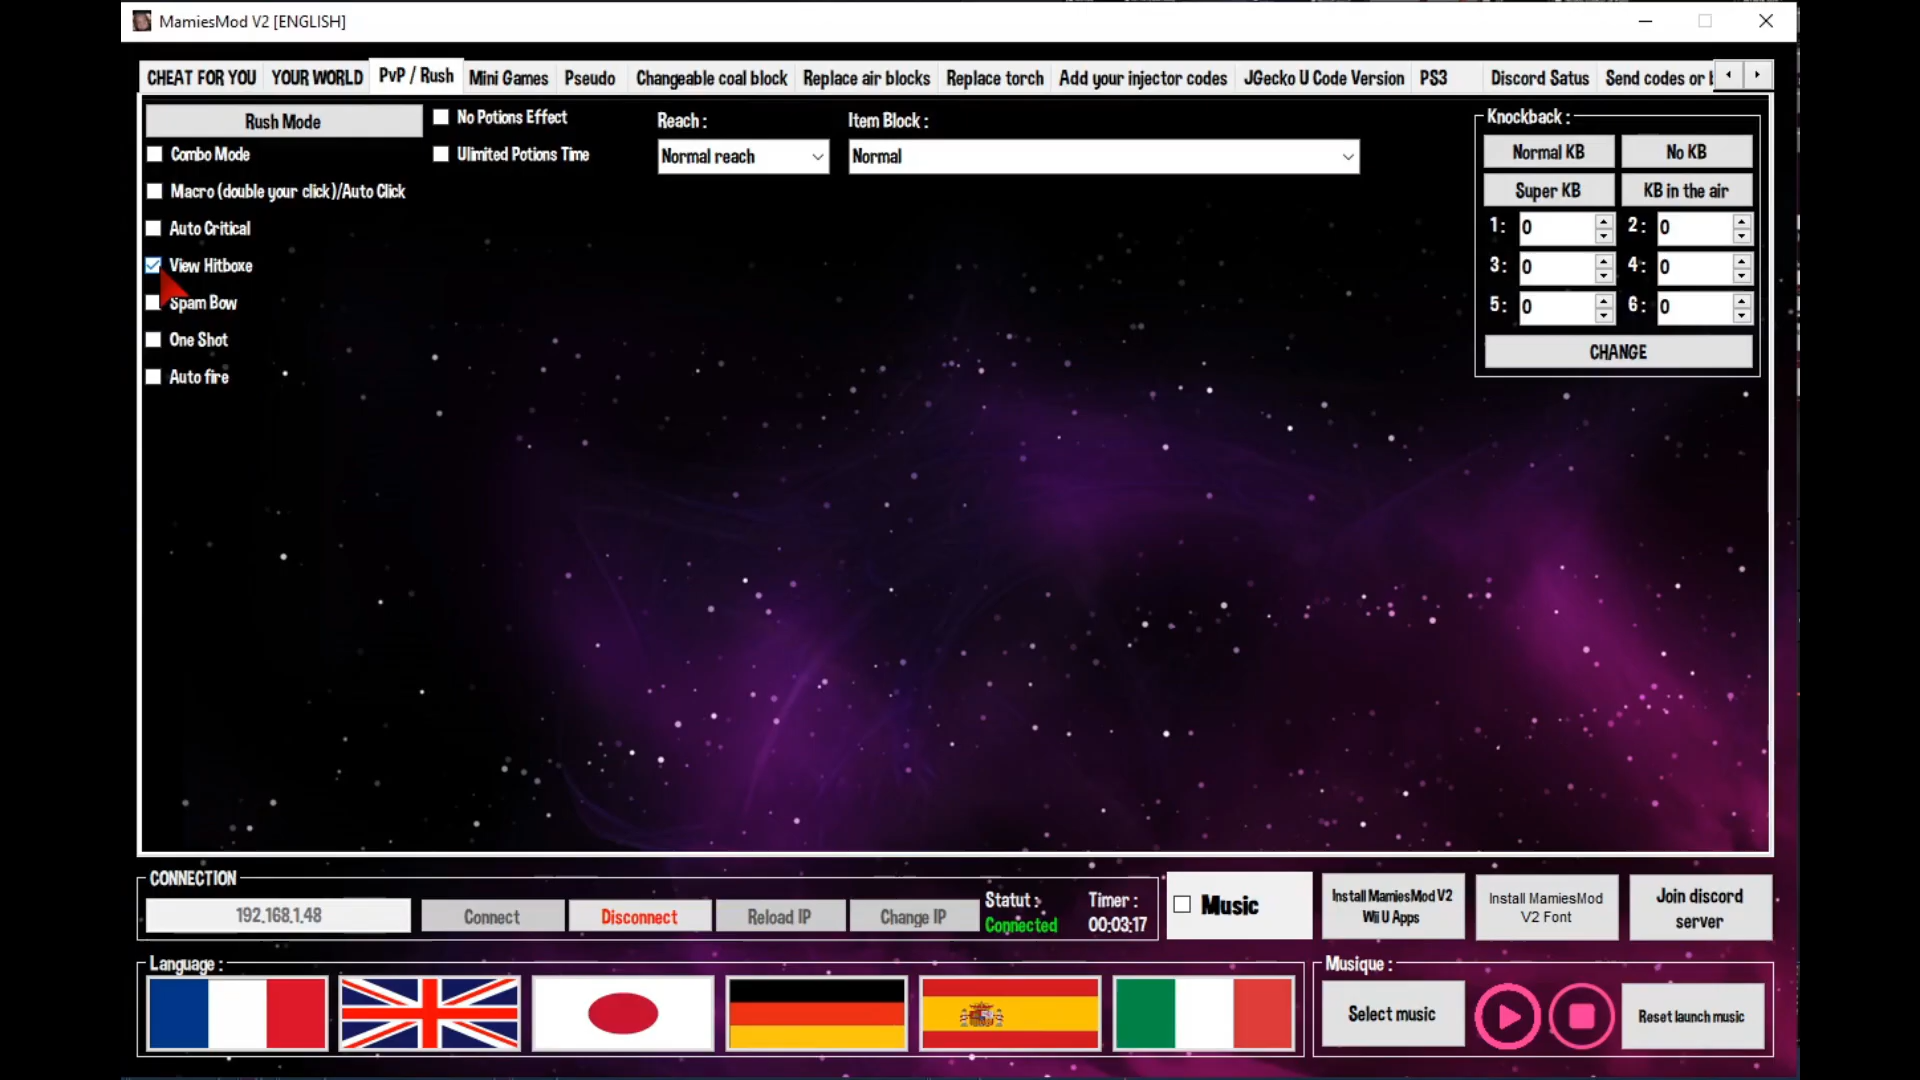 MamiesMod V2 [ENGLISH]
CHEAT FOR YOU YOUR WORLD PvP / Rush Mini Games Pseudo Changeable coal block Replace air blocks Replace torch Add your injector codes JGecko U Code Version PS3 Discord Satus Send codes or
Rush Mode
Combo Mode
Macro (double your click)/Auto Click
Auto Critical
View Hitboxe
Spam Bow
One Shot
Auto fire
No Potions Effect
Ulimited Potions Time
Reach :
Normal reach
Item Block :
Normal
Knockback :
Normal KB No KB
Super KB KB in the air
1: 0 2: 0
3: 0 4: 0
5: 0 6: 0
CHANGE
CONNECTION
192.168.1.48 Connect Disconnect Reload IP Change IP
Statut :
Connected
Timer :
00:03:17
Music
Install MamiesMod V2
Wii U Apps
Install MamiesMod
V2 Font
Join discord
server
Language :
Musique :
Select music
Reset launch music